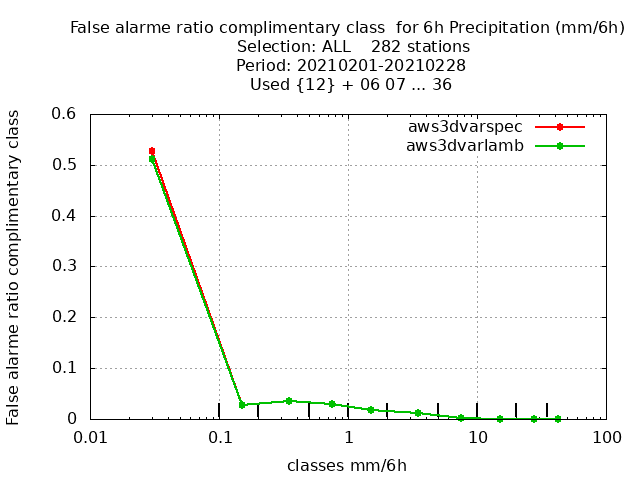 False alarme ratio complimentary class  for 6h Precipitation (mm/6h)
Selection: ALL    282 stations
Period: 20210201-20210228
Used {12} + 06 07 ... 36
False alarme ratio complimentary class
0.6
0.5
0.4
0.3
0.2
0.1
0
aws3dvarspec
aws3dvarlamb
0.01
0.1
1
10
100
classes mm/6h